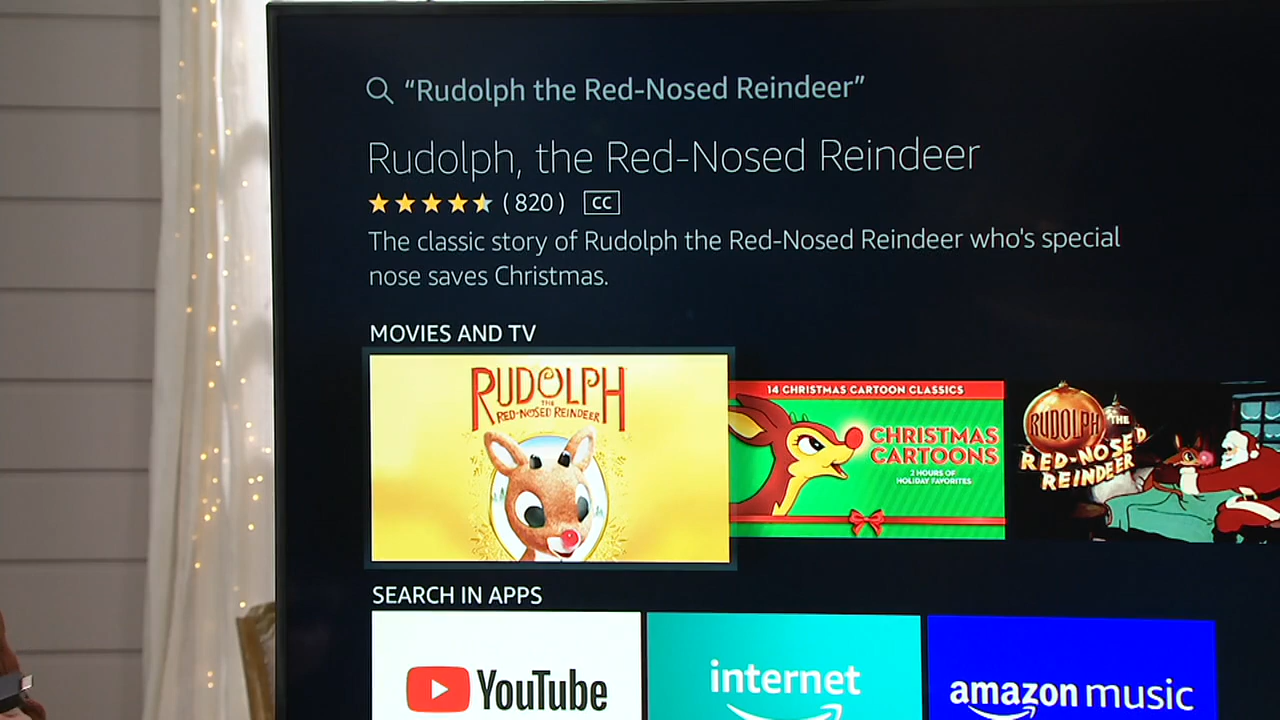 “Rudolph the Red-Nosed Reindeer”
Rudolph, the Red-Nosed Reindeer
(820) CC
The classic story of Rudolph the Red-Nosed Reindeer who's special
nose saves Christmas.
MOVIES AND TV
RUDOLPH
THE
RED-NOSED REINDEER
14 CHRISTMAS CARTOON CLASSICS
CHRISTMAS
CARTOONS
2 HOURS OF
HOLIDAY FAVORITES
RUDOLPH THE
RED-NOSED
REINDEER
SEARCH IN APPS
YouTube
internet
amazon music